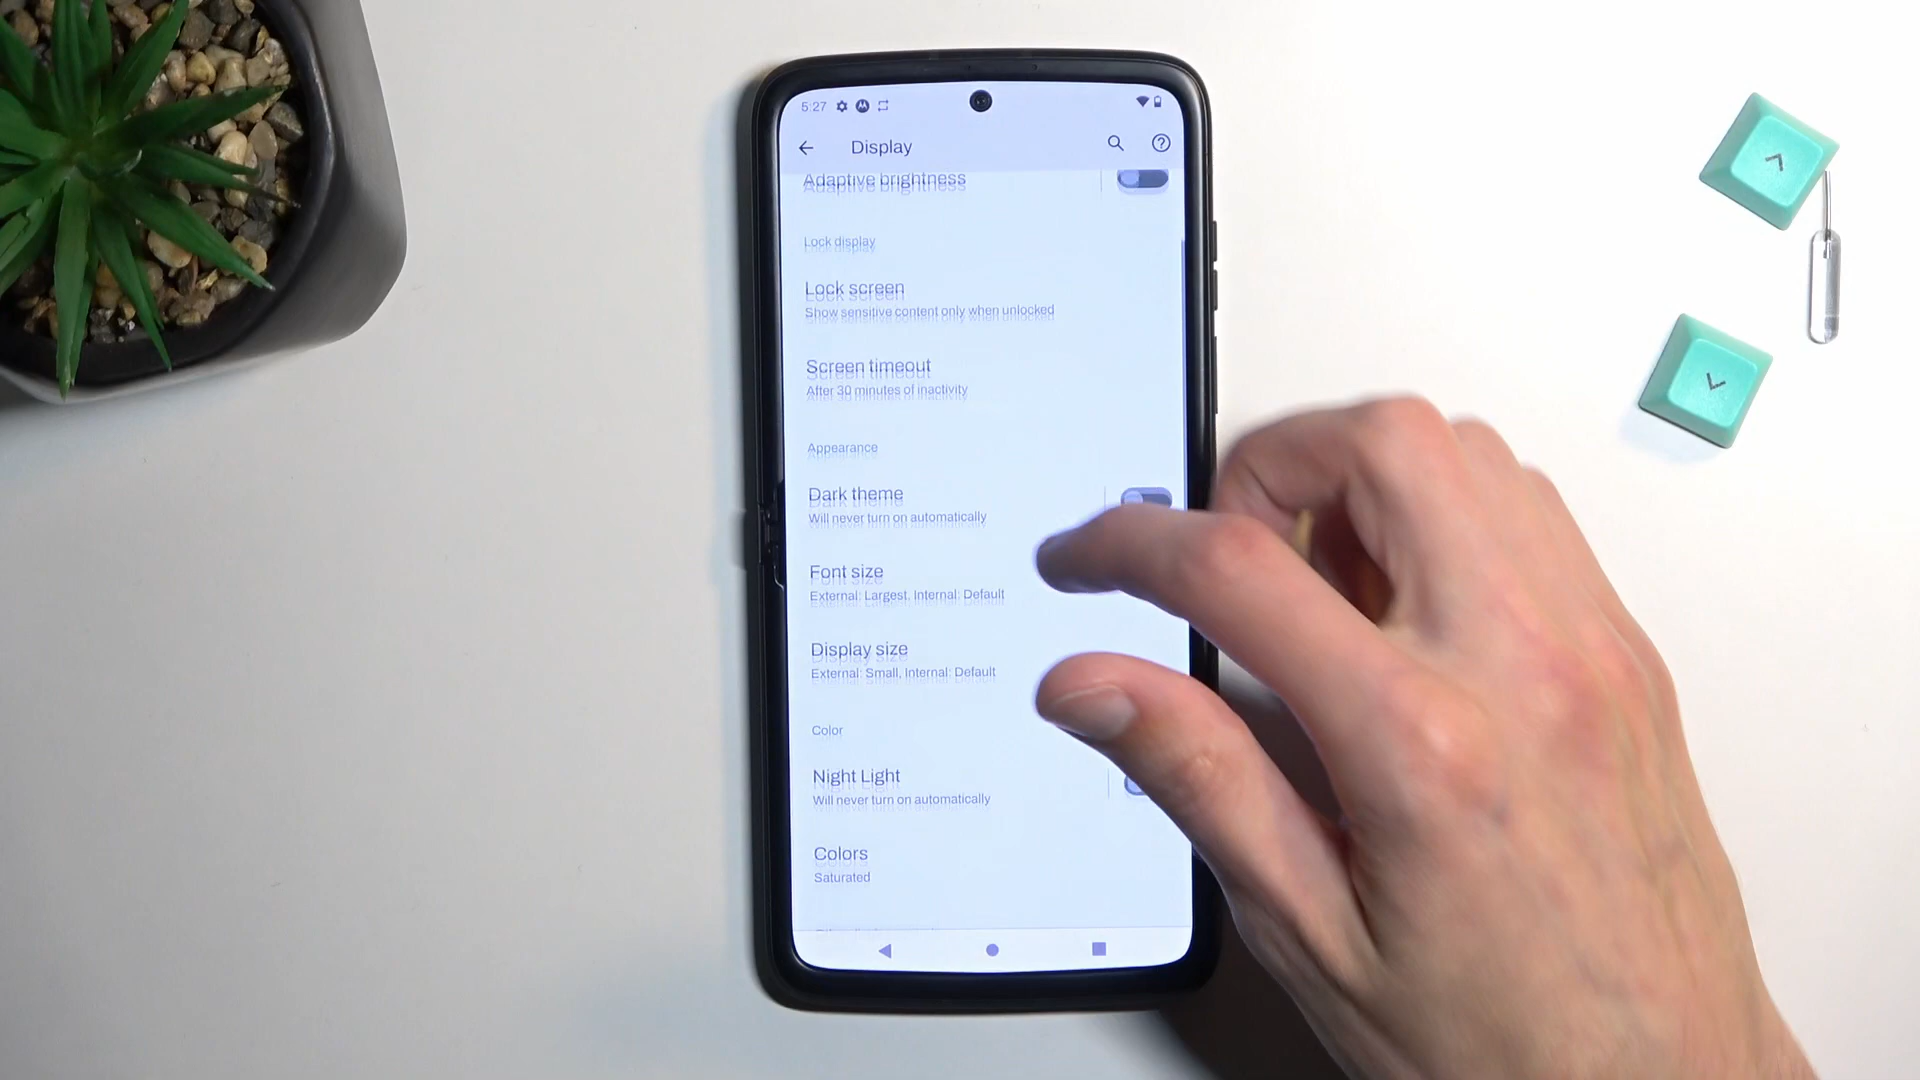 5:27
Display
Adaptive brightness
Lock display
Lock screen
Show sensitive content only when unlocked
Screen timeout
After 30 minutes of inactivity
Appearance
Dark theme
Will never turn on automatically
Font size
External: Largest, Internal: Default
Display size
External: Small, Internal: Default
Color
Night Light
Will never turn on automatically
Colors
Saturated